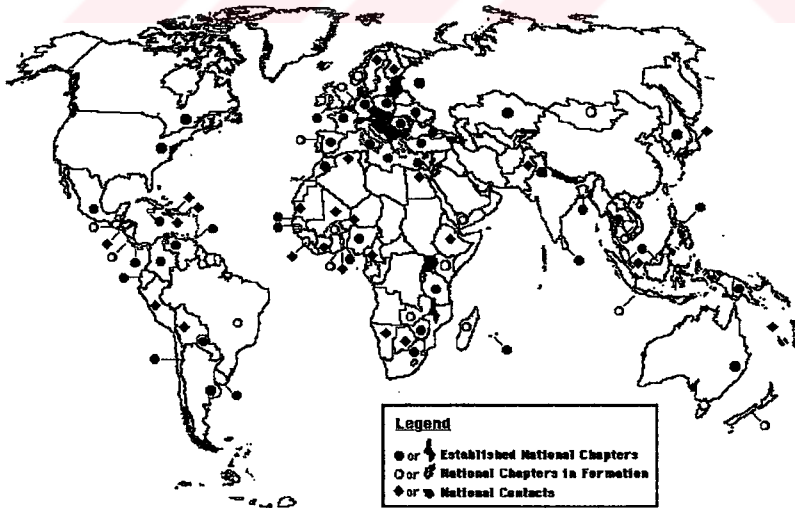 Legend
● or Established National Chapters
○ or National Chapters in Formation
◆ or National Contacts